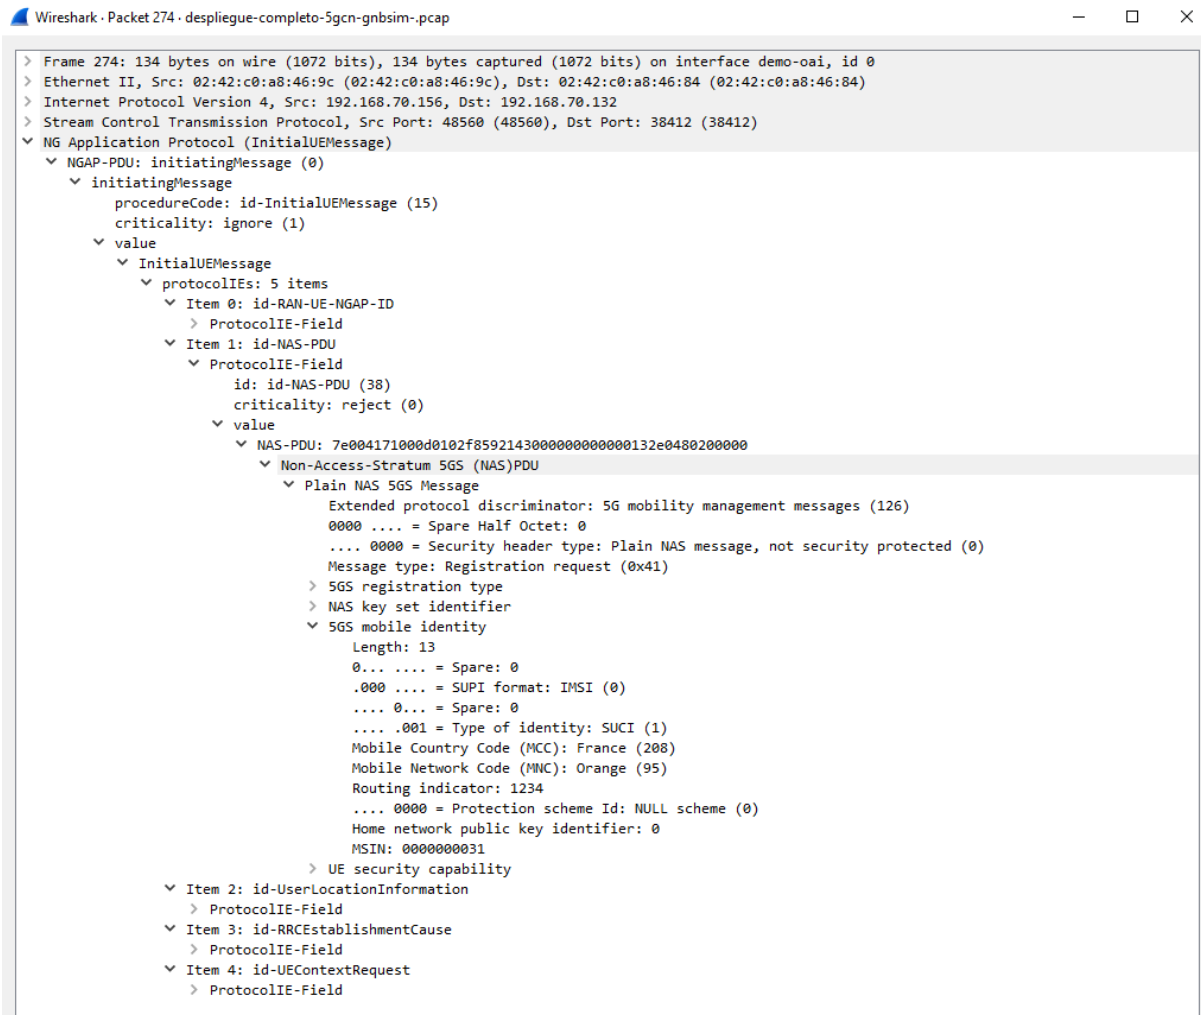 Wireshark · Packet 274 · despliegue-completo-5gcn-gnbsim-.pcap
Frame 274: 134 bytes on wire (1072 bits), 134 bytes captured (1072 bits) on interface demo-oai, id 0
Ethernet II, Src: 02:42:c0:a8:46:9c (02:42:c0:a8:46:9c), Dst: 02:42:c0:a8:46:84 (02:42:c0:a8:46:84)
Internet Protocol Version 4, Src: 192.168.70.156, Dst: 192.168.70.132
Stream Control Transmission Protocol, Src Port: 48560 (48560), Dst Port: 38412 (38412)
NG Application Protocol (InitialUEMessage)
NGAP-PDU: initiatingMessage (0)
initiatingMessage
procedureCode: id-InitialUEMessage (15)
criticality: ignore (1)
value
InitialUEMessage
protocolIEs: 5 items
Item 0: id-RAN-UE-NGAP-ID
ProtocolIE-Field
Item 1: id-NAS-PDU
ProtocolIE-Field
id: id-NAS-PDU (38)
criticality: reject (0)
value
NAS-PDU: 7e004171000d0102f8592143000000000000132e0480200000
Non-Access-Stratum 5GS (NAS)PDU
Plain NAS 5GS Message
Extended protocol discriminator: 5G mobility management messages (126)
0000 .... = Spare Half Octet: 0
.... 0000 = Security header type: Plain NAS message, not security protected (0)
Message type: Registration request (0x41)
5GS registration type
NAS key set identifier
5GS mobile identity
Length: 13
0... .... = Spare: 0
.000 .... = SUPI format: IMSI (0)
.... 0... = Spare: 0
.... .001 = Type of identity: SUCI (1)
Mobile Country Code (MCC): France (208)
Mobile Network Code (MNC): Orange (95)
Routing indicator: 1234
.... 0000 = Protection scheme Id: NULL scheme (0)
Home network public key identifier: 0
MSIN: 0000000031
UE security capability
Item 2: id-UserLocationInformation
ProtocolIE-Field
Item 3: id-RRCEstablishmentCause
ProtocolIE-Field
Item 4: id-UEContextRequest
ProtocolIE-Field